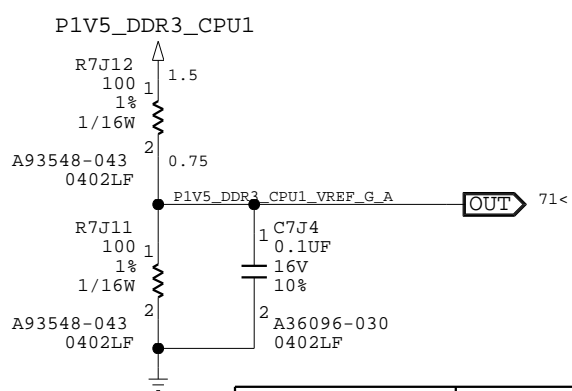 P1V5_DDR3_CPU1
R7J12
1.5
100
1
1%
1/16W
2
A93548-043
0.75
0402LF
P1V5_DDR3_CPU1_VREF_G_A
OUT
71<
R7J11
1
C7J4
100
1
0.1UF
1%
16V
1/16W
10%
2
2
A93548-043
A36096-030
0402LF
0402LF